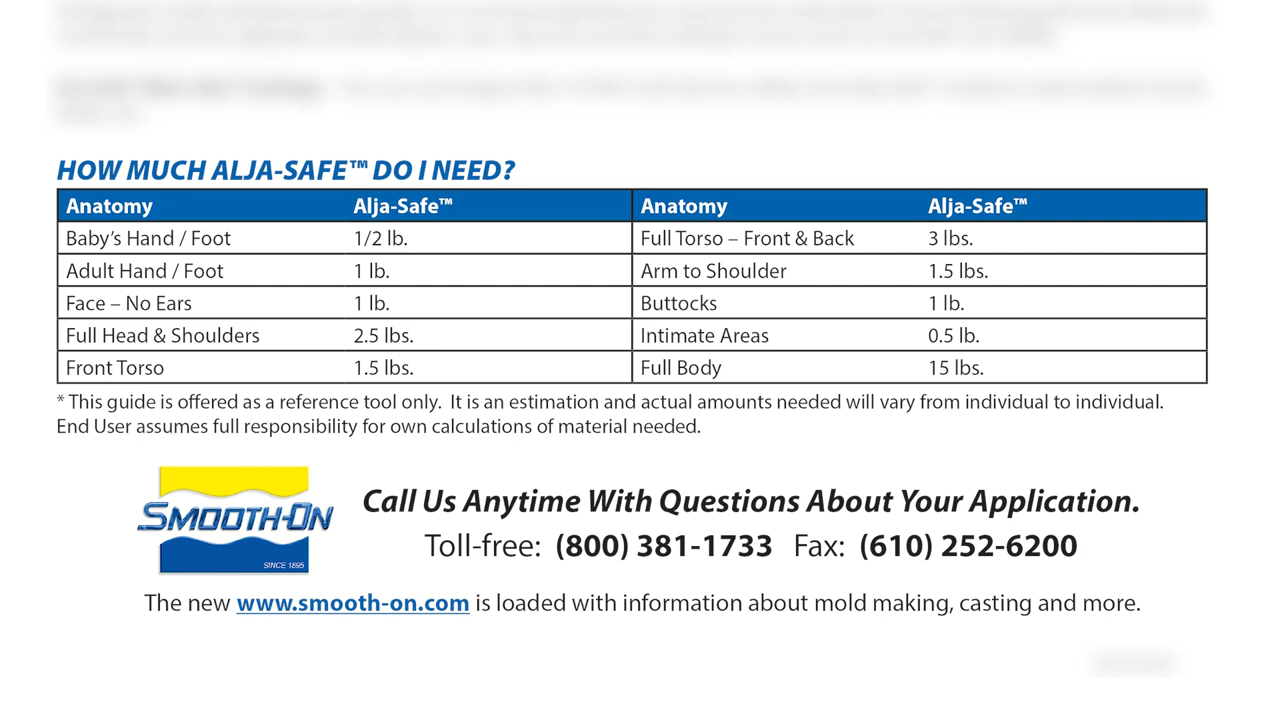 HOW MUCH ALJA-SAFE™ DO I NEED?
Anatomy Alja-Safe™ Anatomy Alja-Safe™
Baby’s Hand / Foot 1/2 lb. Full Torso – Front & Back 3 lbs.
Adult Hand / Foot 1 lb. Arm to Shoulder 1.5 lbs.
Face – No Ears 1 lb. Buttocks 1 lb.
Full Head & Shoulders 2.5 lbs. Intimate Areas 0.5 lb.
Front Torso 1.5 lbs. Full Body 15 lbs.
* This guide is offered as a reference tool only. It is an estimation and actual amounts needed will vary from individual to individual.
End User assumes full responsibility for own calculations of material needed.
SMOOTH-ON
SINCE 1895
Call Us Anytime With Questions About Your Application.
Toll-free: (800) 381-1733 Fax: (610) 252-6200
The new www.smooth-on.com is loaded with information about mold making, casting and more.